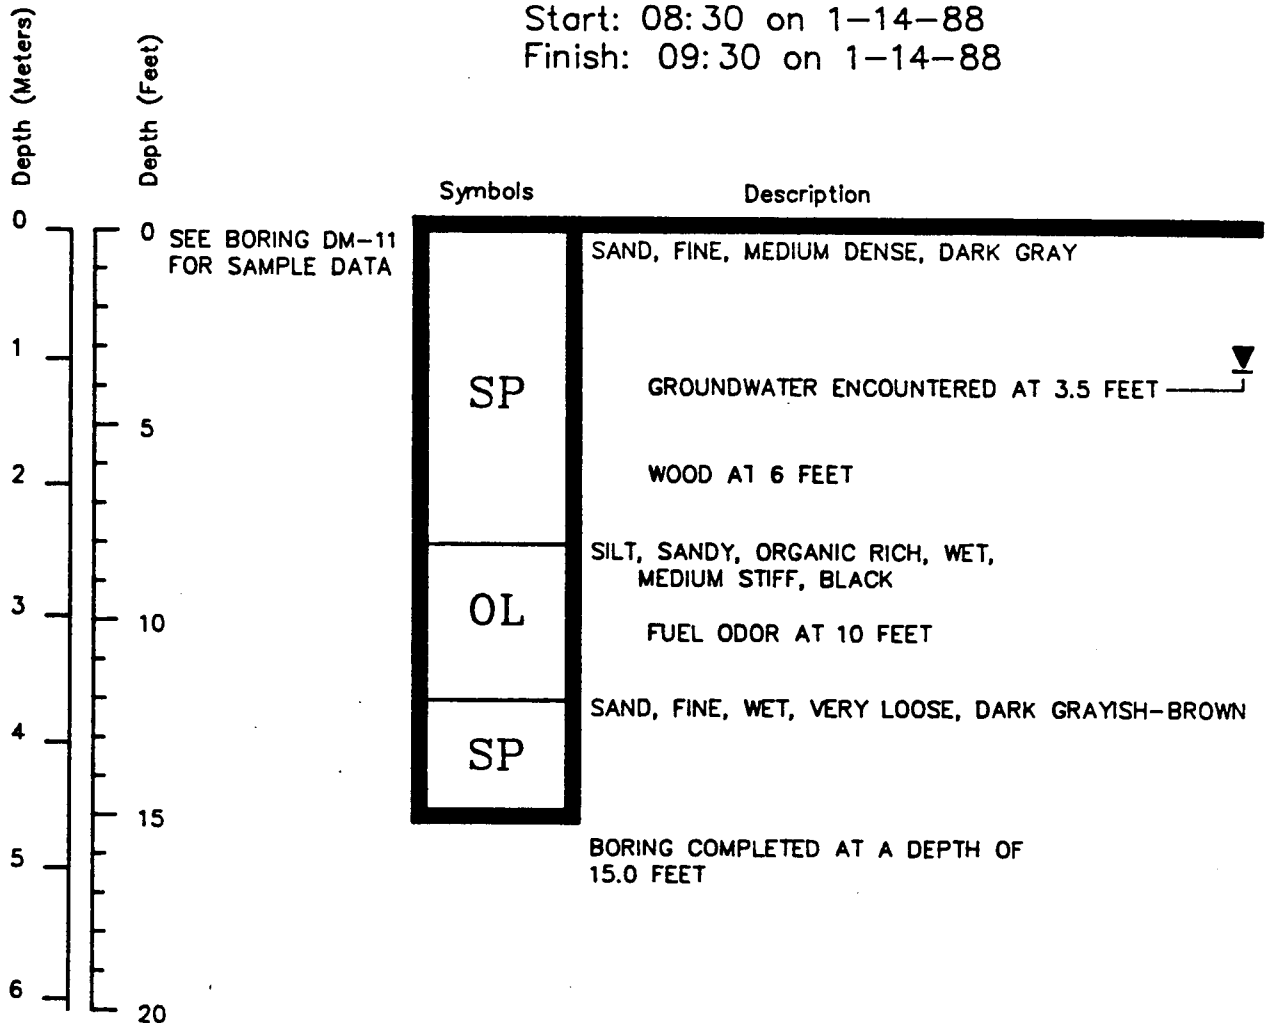 Start: 08:30 on 1-14-88
Finish: 09:30 on 1-14-88
Depth (Meters)
Depth (Feet)
Symbols
Description
0
0
SEE BORING DM-11
FOR SAMPLE DATA
SAND, FINE, MEDIUM DENSE, DARK GRAY
1
SP
GROUNDWATER ENCOUNTERED AT 3.5 FEET
5
2
WOOD AT 6 FEET
SILT, SANDY, ORGANIC RICH, WET,
MEDIUM STIFF, BLACK
3
OL
10
FUEL ODOR AT 10 FEET
SAND, FINE, WET, VERY LOOSE, DARK GRAYISH-BROWN
4
SP
15
BORING COMPLETED AT A DEPTH OF
15.0 FEET
5
6
20